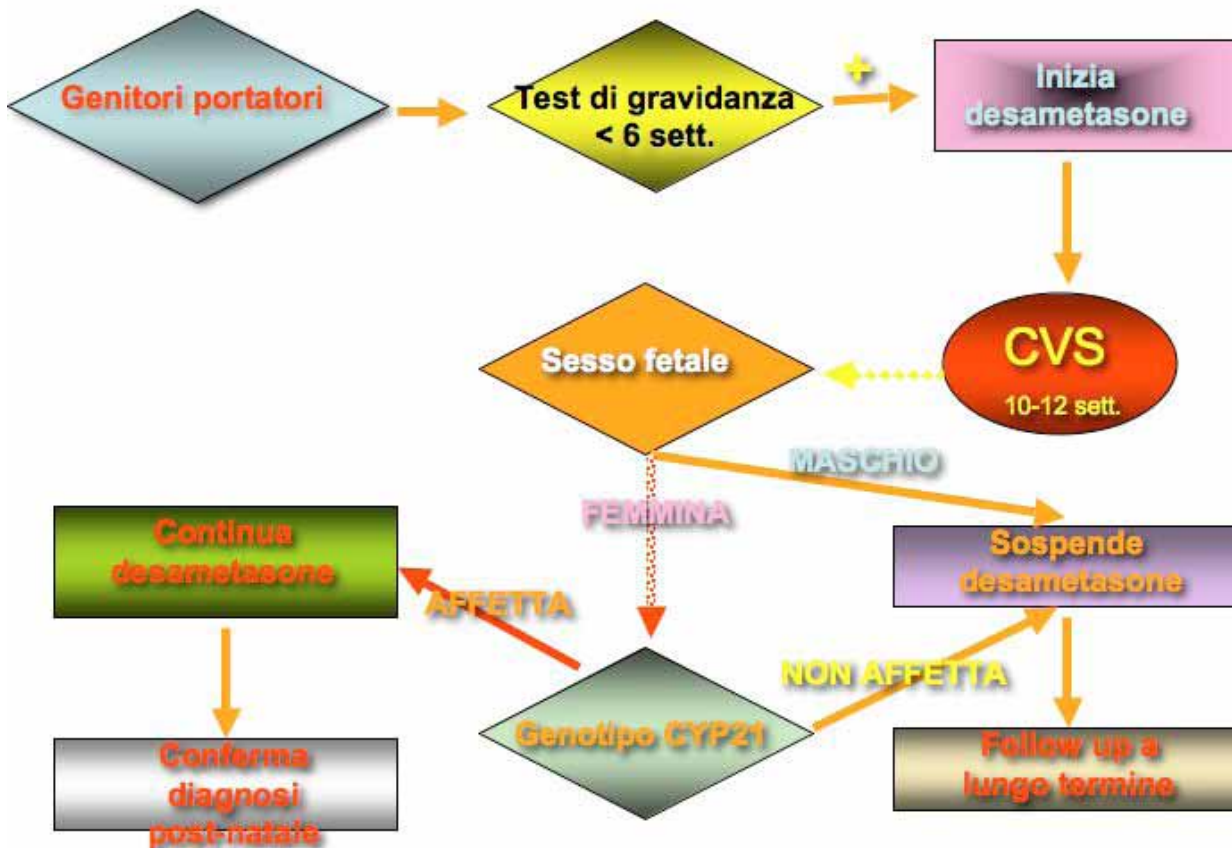 Genitori portatori
Test di gravidanza
< 6 sett.
+
Inizia
desametasone
CVS
10-12 sett.
Sesso fetale
MASCHIO
FEMMINA
Continua
desametasone
Sospende
desametasone
AFFETTA
NON AFFETTA
Genotipo CYP21
Conferma
diagnosi
post-natale
Follow up a
lungo termine